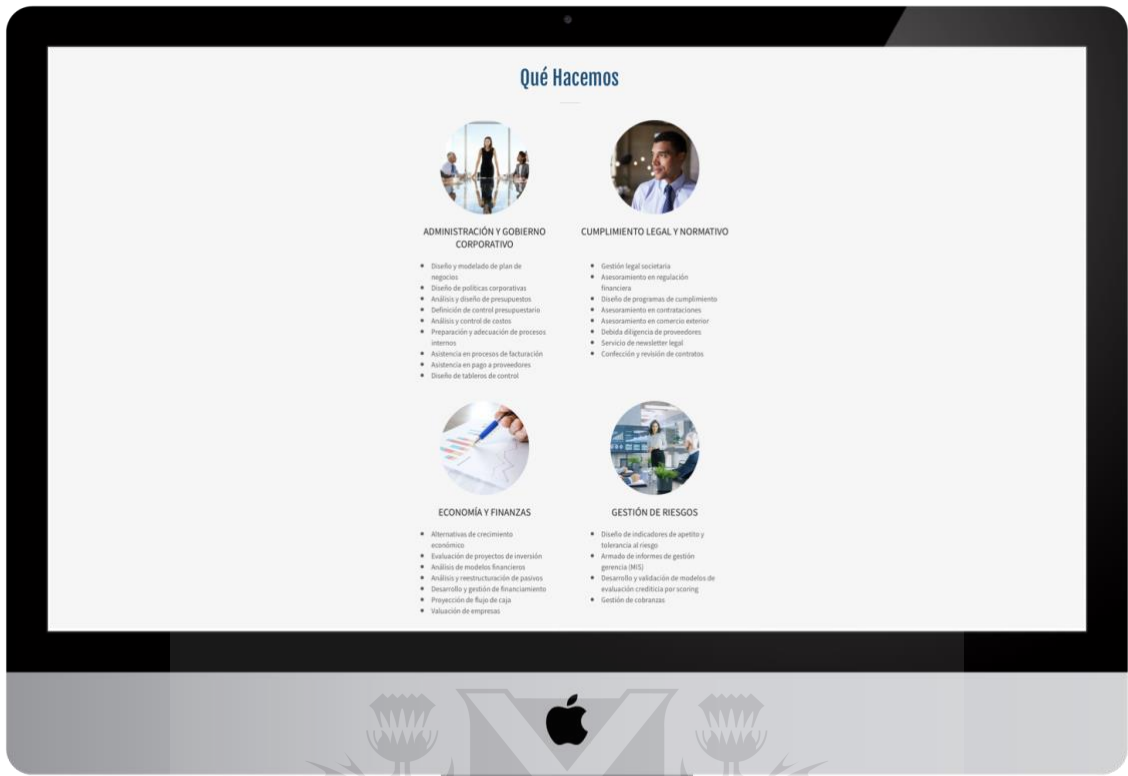 Qué Hacemos
ADMINISTRACIÓN Y GOBIERNO
CORPORATIVO
Diseño y modelado de plan de
negocios
Diseño de políticas corporativas
Análisis y diseño de presupuestos
Definición de control presupuestario
Análisis y control de costos
Preparación y adecuación de procesos
internos
Asistencia en procesos de facturación
Asistencia en pago a proveedores
Diseño de tableros de control
CUMPLIMIENTO LEGAL Y NORMATIVO
Gestión legal societaria
Asesoramiento en regulación
financiera
Diseño de programas de cumplimiento
Asesoramiento en contrataciones
Asesoramiento en comercio exterior
Debida diligencia de proveedores
Servicio de newsletter legal
Confección y revisión de contratos
ECONOMÍA Y FINANZAS
Alternativas de crecimiento
económico
Evaluación de proyectos de inversión
Análisis de modelos financieros
Análisis y reestructuración de pasivos
Desarrollo y gestión de financiamiento
Proyección de flujo de caja
Valuación de empresas
GESTIÓN DE RIESGOS
Diseño de indicadores de apetito y
tolerancia al riesgo
Armado de informes de gestión
gerencia (MIS)
Desarrollo y validación de modelos de
evaluación crediticia por scoring
Gestión de cobranzas